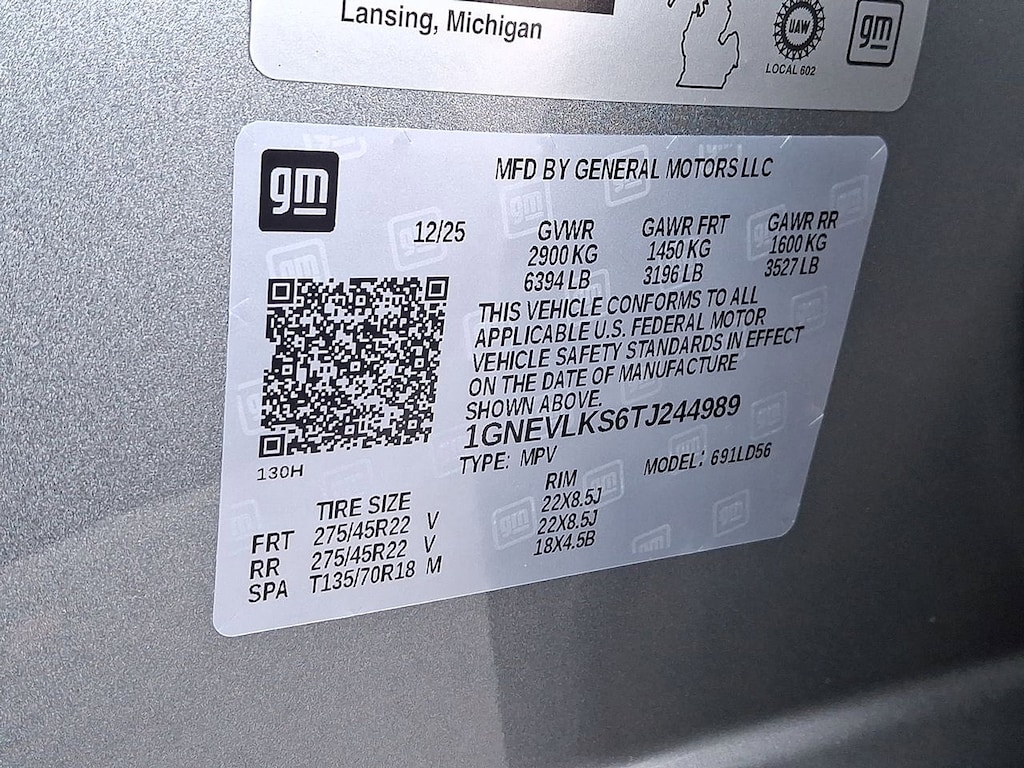 Lansing, Michigan
UAW
LOCAL 602
gm
gm
MFD BY GENERAL MOTORS LLC
12/25
GVWR GAWR FRT GAWR RR
2900 KG 1450 KG 1600 KG
6394 LB 3196 LB 3527 LB
THIS VEHICLE CONFORMS TO ALL
APPLICABLE U.S. FEDERAL MOTOR
VEHICLE SAFETY STANDARDS IN EFFECT
ON THE DATE OF MANUFACTURE
SHOWN ABOVE.
1GNEVLKS6TJ244989
TYPE: MPV MODEL: 691LD56
130H
TIRE SIZE RIM
FRT 275/45R22 V 22X8.5J
RR 275/45R22 V 22X8.5J
SPA T135/70R18 M 18X4.5B